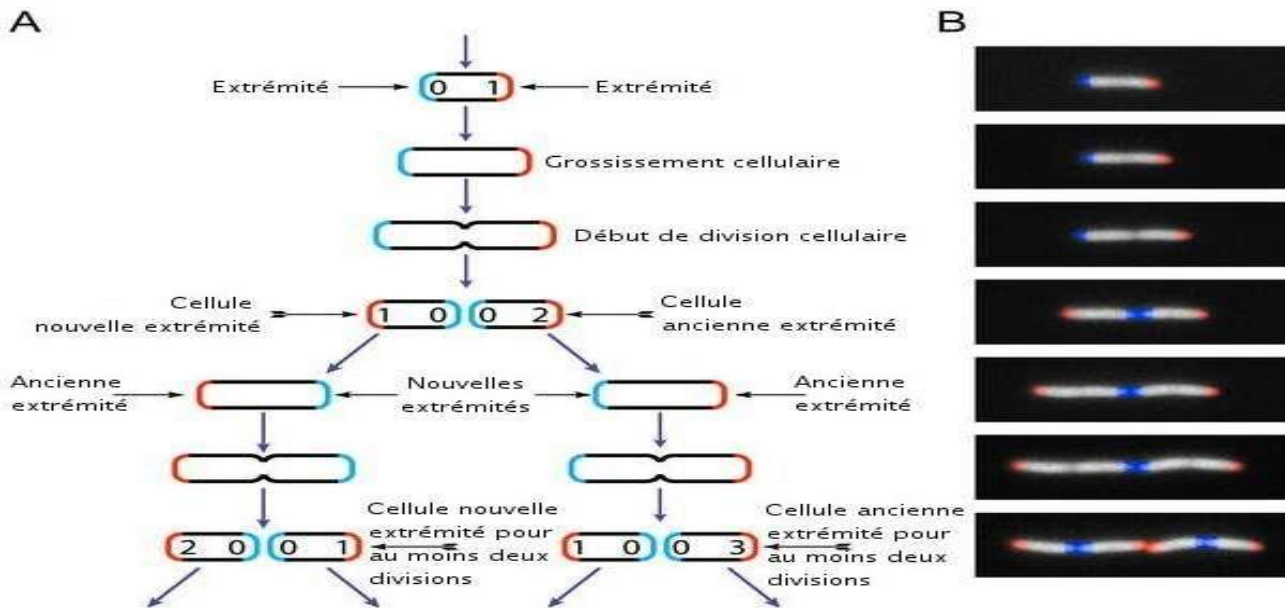 A
B
Extrémité
0 1
Extrémité
Grossissement cellulaire
Début de division cellulaire
Cellule
nouvelle extrémité
1 0 0 2
Cellule
ancienne extrémité
Ancienne
extrémité
Nouvelles
extrémités
Ancienne
extrémité
2 0 0 1
Cellule nouvelle
extrémité pour
au moins deux
divisions
1 0 0 3
Cellule ancienne
extrémité pour
au moins deux
divisions